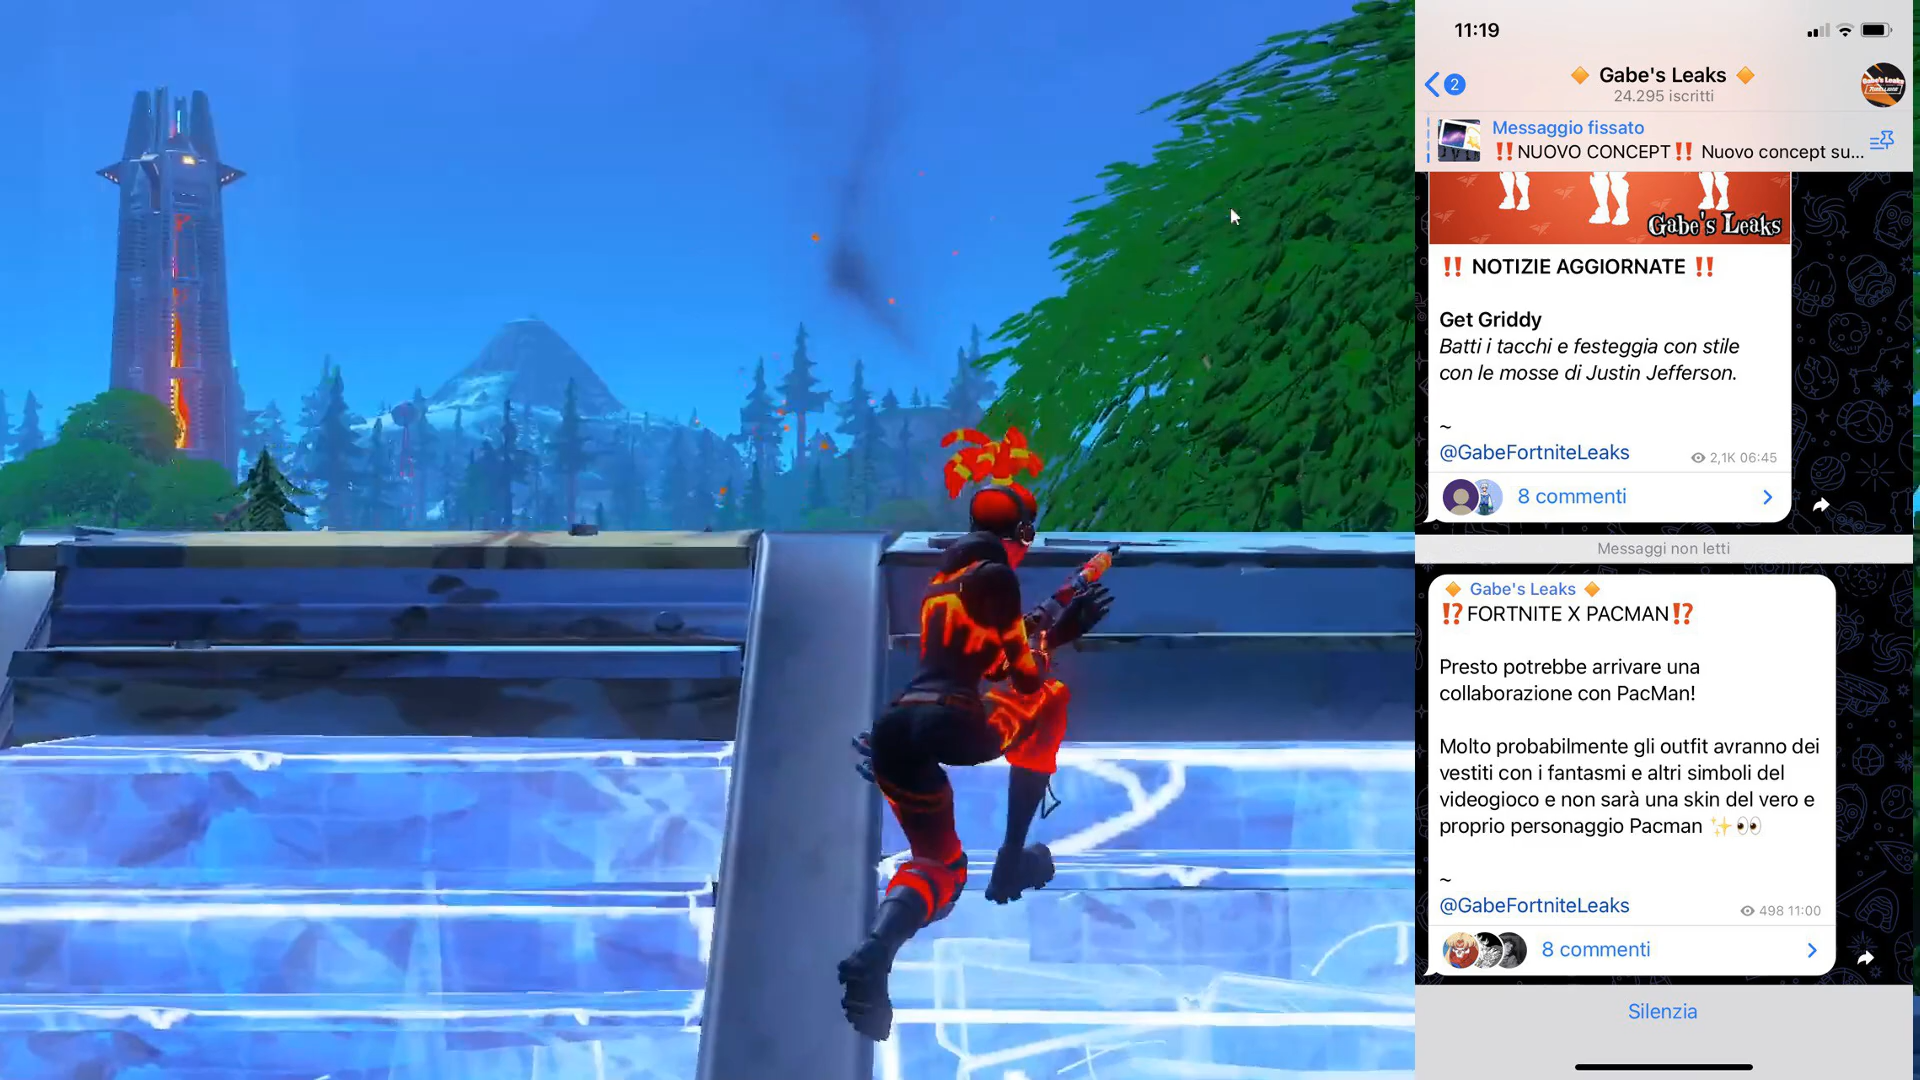 11:19
2
🔸 Gabe's Leaks 🔸
24.295 iscritti
Messaggio fissato
‼️NUOVO CONCEPT‼️ Nuovo concept su...
Gabe's Leaks
‼️ NOTIZIE AGGIORNATE ‼️
Get Griddy
Batti i tacchi e festeggia con stile
con le mosse di Justin Jefferson.
~
@GabeFortniteLeaks
2,1K 06:45
8 commenti
Messaggi non letti
🔸 Gabe's Leaks 🔸
⁉️FORTNITE X PACMAN⁉️
Presto potrebbe arrivare una
collaborazione con PacMan!
Molto probabilmente gli outfit avranno dei
vestiti con i fantasmi e altri simboli del
videogioco e non sarà una skin del vero e
proprio personaggio Pacman ✨👀
~
@GabeFortniteLeaks
498 11:00
8 commenti
Silenzia